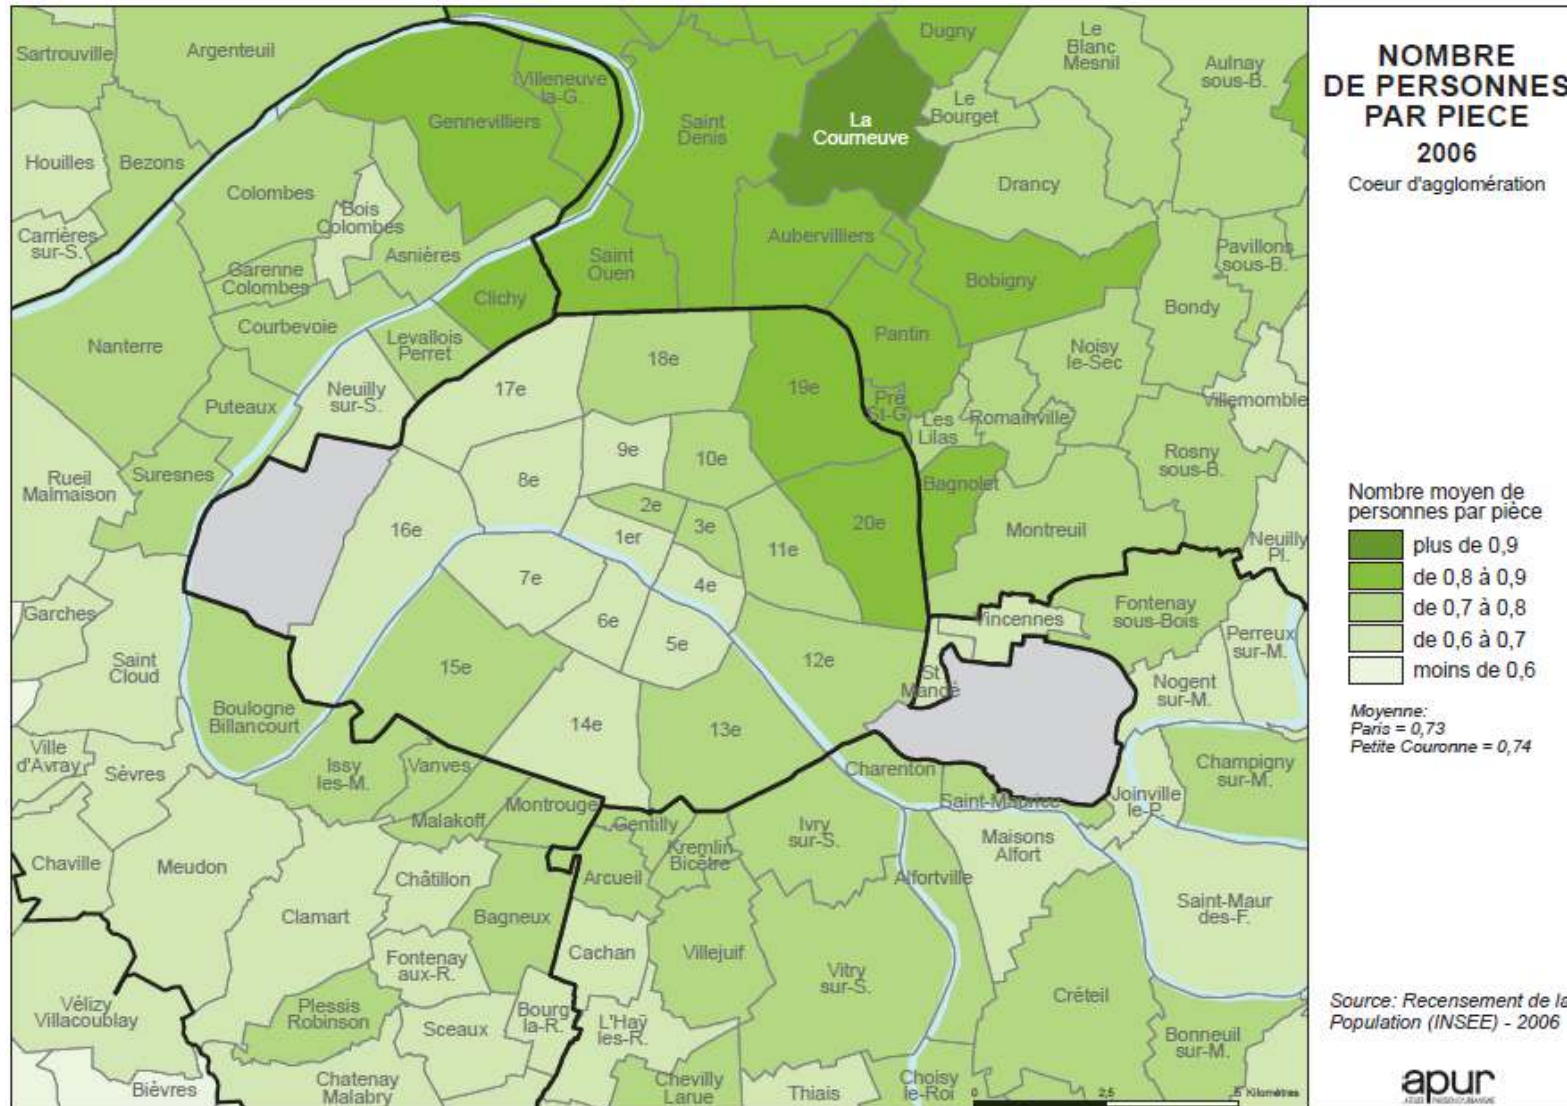 NOMBRE
DE PERSONNES
PAR PIECE
2006
Coeur d'agglomération
Nombre moyen de
personnes par pièce
plus de 0,9
de 0,8 à 0,9
de 0,7 à 0,8
de 0,6 à 0,7
moins de 0,6
Moyenne:
Paris = 0,73
Petite Couronne = 0,74
Source: Recensement de la
Population (INSEE) - 2006
apur
Sartrouville
Argenteuil
Dugny
Le
Blanc
Mesnil
Aulnay
sous-B.
Villeneuve
la-G.
Gennevilliers
Saint
Denis
La
Courneuve
Le
Bourget
Houilles
Bezons
Drancy
Colombes
Bois
Colombes
Carrières
sur-S.
Asnières
Aubervilliers
Pavillons
sous-B.
Garenne
Colombes
Saint
Ouen
Bobigny
Clichy
Bondy
Courbevoie
Nanterre
Levallois
Perret
Pantin
Noisy
le-Sec
18e
17e
19e
Neuilly
sur-S.
Puteaux
Pré
St-G.
Les
Lilas
Romainville
Villemomble
9e
10e
8e
Rosny
sous-B.
Rueil
Malmaison
Suresnes
Bagnolet
2e
3e
20e
16e
1er
11e
Montreuil
Neuilly
Pl.
7e
4e
Garches
6e
5e
Vincennes
Fontenay
sous-Bois
Perreux
sur-M.
Saint
Cloud
15e
12e
St
Mandé
Nogent
sur-M.
Boulogne
Billancourt
14e
13e
Ville
d'Avray
Sèvres
Issy
les-M.
Vanves
Charenton
Champigny
sur-M.
Malakoff
Montrouge
Saint-Maurice
Joinville
le-P.
Gentilly
Ivry
sur-S.
Maisons
Alfort
Chaville
Meudon
Kremlin
Bicêtre
Châtillon
Arcueil
Alfortville
Clamart
Bagneux
Saint-Maur
des-F.
Fontenay
aux-R.
Cachan
Villejuif
Vitry
sur-S.
Créteil
Vélizy
Villacoublay
Plessis
Robinson
Sceaux
Bourg
la-R.
L'Haÿ
les-R.
Bonneuil
sur-M.
Bièvres
Chatenay
Malabry
Chevilly
Larue
Thiais
Choisy
le-Roi
0 2,5 5 Kilomètres